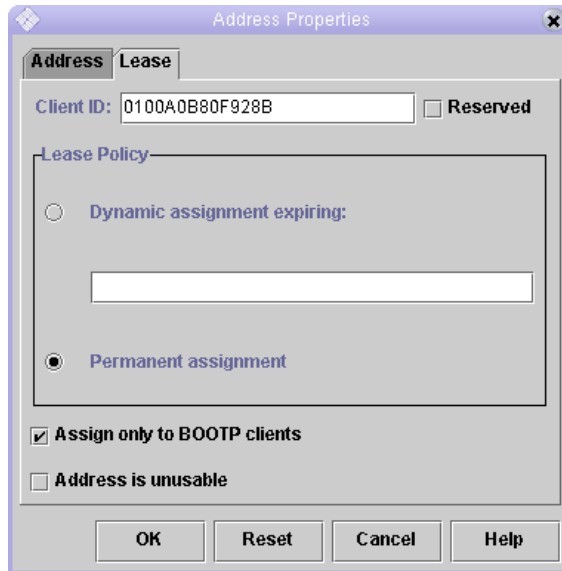 Address Properties
Address Lease
Client ID: 0100A0B80F928B Reserved
Lease Policy
Dynamic assignment expiring:
Permanent assignment
Assign only to BOOTP clients
Address is unusable
OK Reset Cancel Help